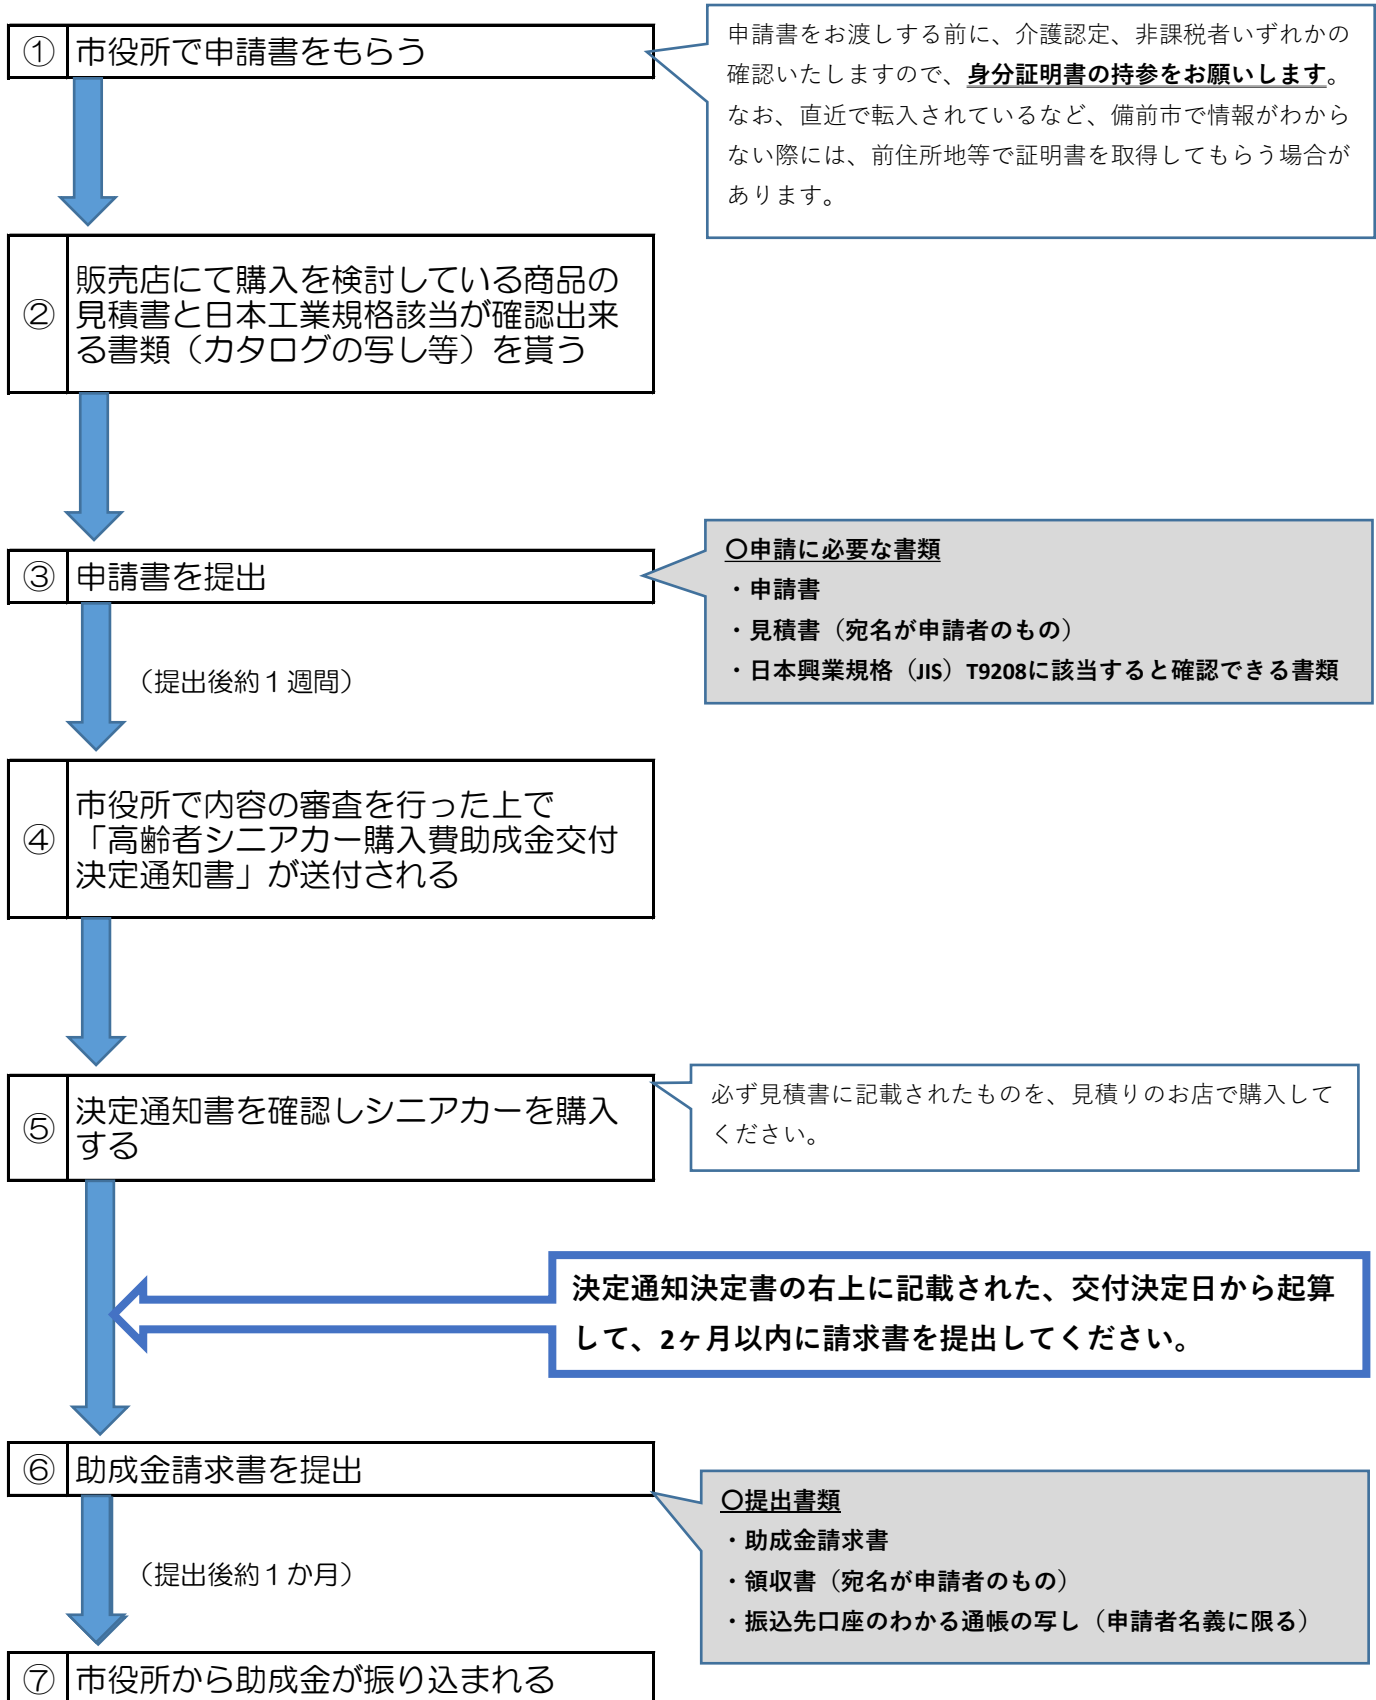 ① 市役所で申請書をもらう
申請書をお渡しする前に、介護認定、非課税者いずれかの
確認いたしますので、身分証明書の持参をお願いします。
なお、直近で転入されているなど、備前市で情報がわから
ない際には、前住所地等で証明書を取得してもらう場合が
あります。
② 販売店にて購入を検討している商品の
見積書と日本工業規格該当が確認出来
る書類（カタログの写し等）を貰う
③ 申請書を提出
〇申請に必要な書類
・申請書
・見積書（宛名が申請者のもの）
・日本興業規格（JIS）T9208に該当すると確認できる書類
（提出後約１週間）
④ 市役所で内容の審査を行った上で
「高齢者シニアカー購入費助成金交付
決定通知書」が送付される
⑤ 決定通知書を確認しシニアカーを購入
する
必ず見積書に記載されたものを、見積りのお店で購入して
ください。
決定通知決定書の右上に記載された、交付決定日から起算
して、2ヶ月以内に請求書を提出してください。
⑥ 助成金請求書を提出
〇提出書類
・助成金請求書
・領収書（宛名が申請者のもの）
・振込先口座のわかる通帳の写し（申請者名義に限る）
（提出後約１か月）
⑦ 市役所から助成金が振り込まれる